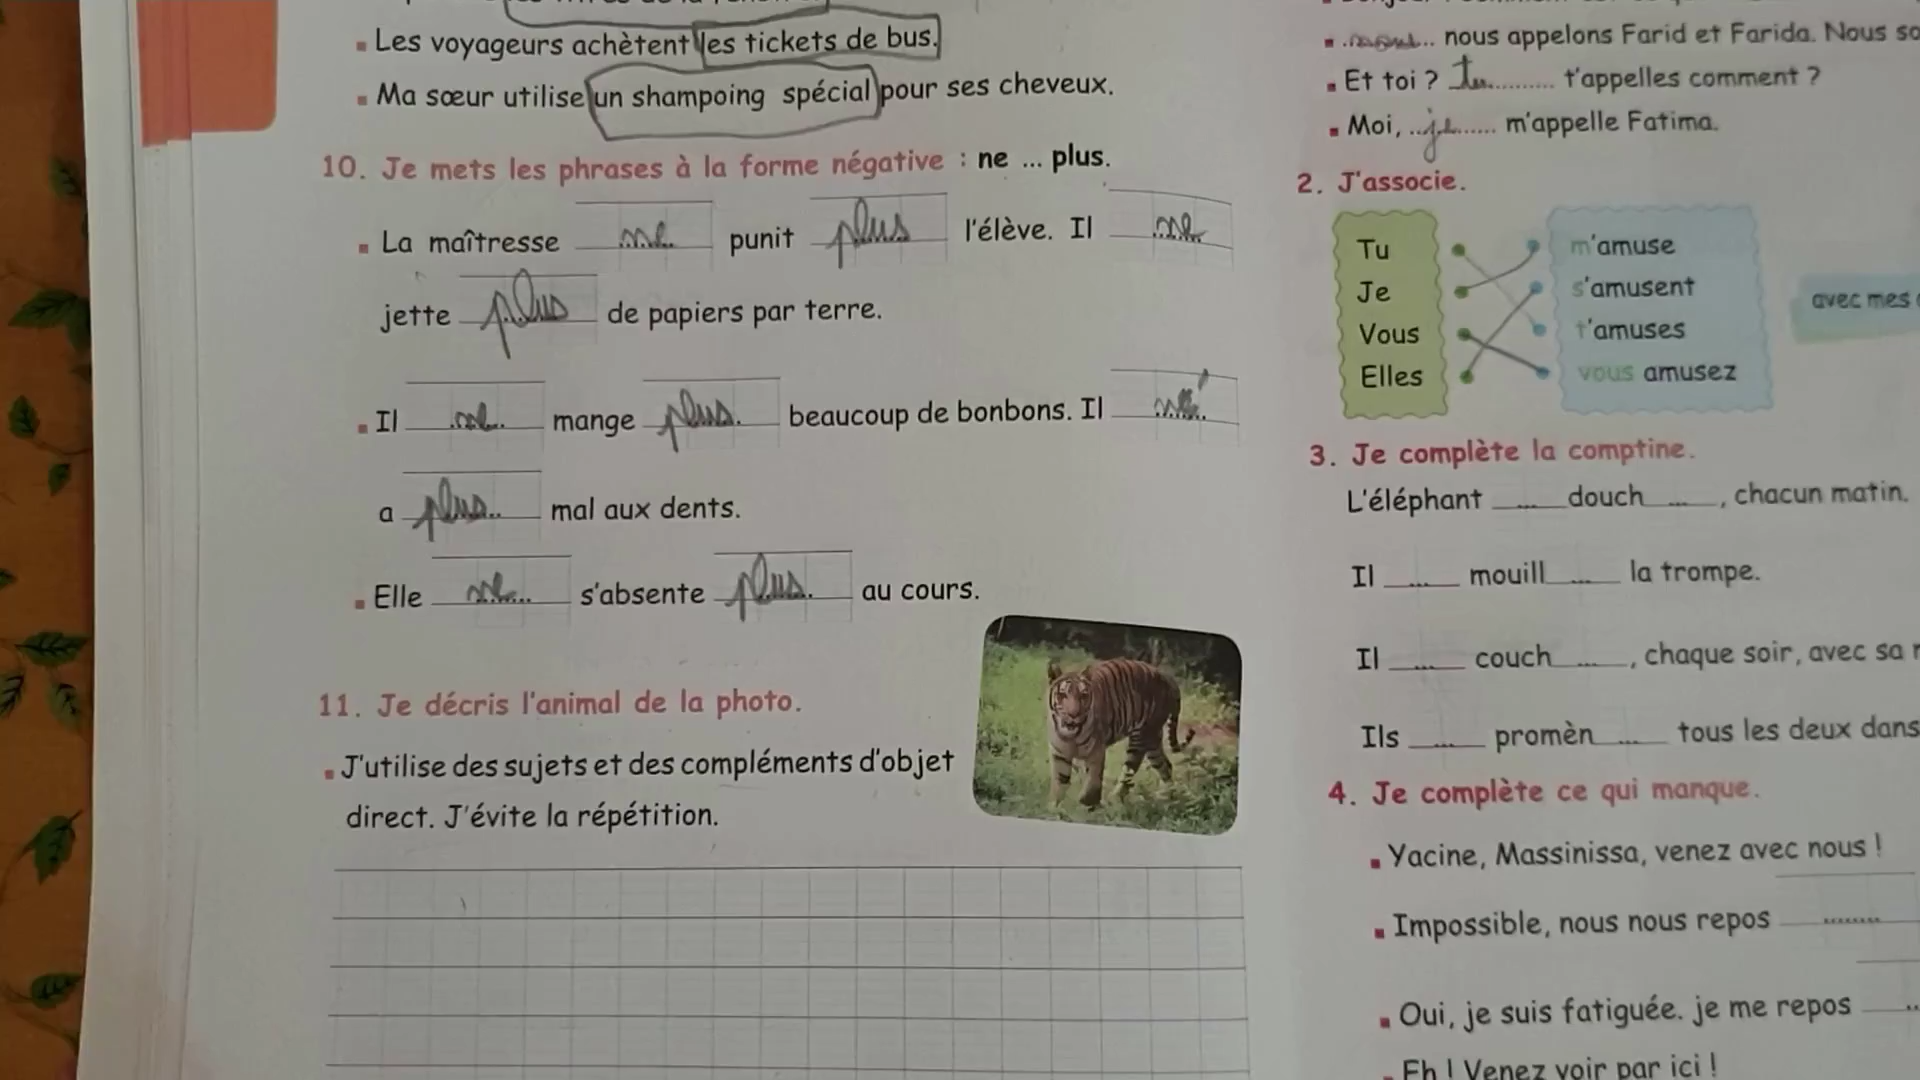 Les voyageurs achètent les tickets de bus.
Ma sœur utilise un shampoing spécial pour ses cheveux.
10. Je mets les phrases à la forme négative : ne ... plus.
La maîtresse ne punit plus l'élève. Il ne
jette plus de papiers par terre.
Il ne mange plus beaucoup de bonbons. Il ne
a plus mal aux dents.
Elle ne s'absente plus au cours.
11. Je décris l'animal de la photo.
J'utilise des sujets et des compléments d'objet
direct. J'évite la répétition.
nous appelons Farid et Farida. Nous
Et toi ? Tu t'appelles comment ?
Moi, je m'appelle Fatima.
2. J'associe.
Tu m'amuse
Je s'amusent
avec mes
Vous t'amuses
Elles vous amusez
3. Je complète la comptine.
L'éléphant ... douch ... , chacun matin.
Il ... mouill ... la trompe.
Il ... couch ... , chaque soir, avec sa
Ils ... promèn ... tous les deux dans
4. Je complète ce qui manque.
Yacine, Massinissa, venez avec nous !
Impossible, nous nous repos ........
Oui, je suis fatiguée. je me repos ..
Eh ! Venez voir par ici !